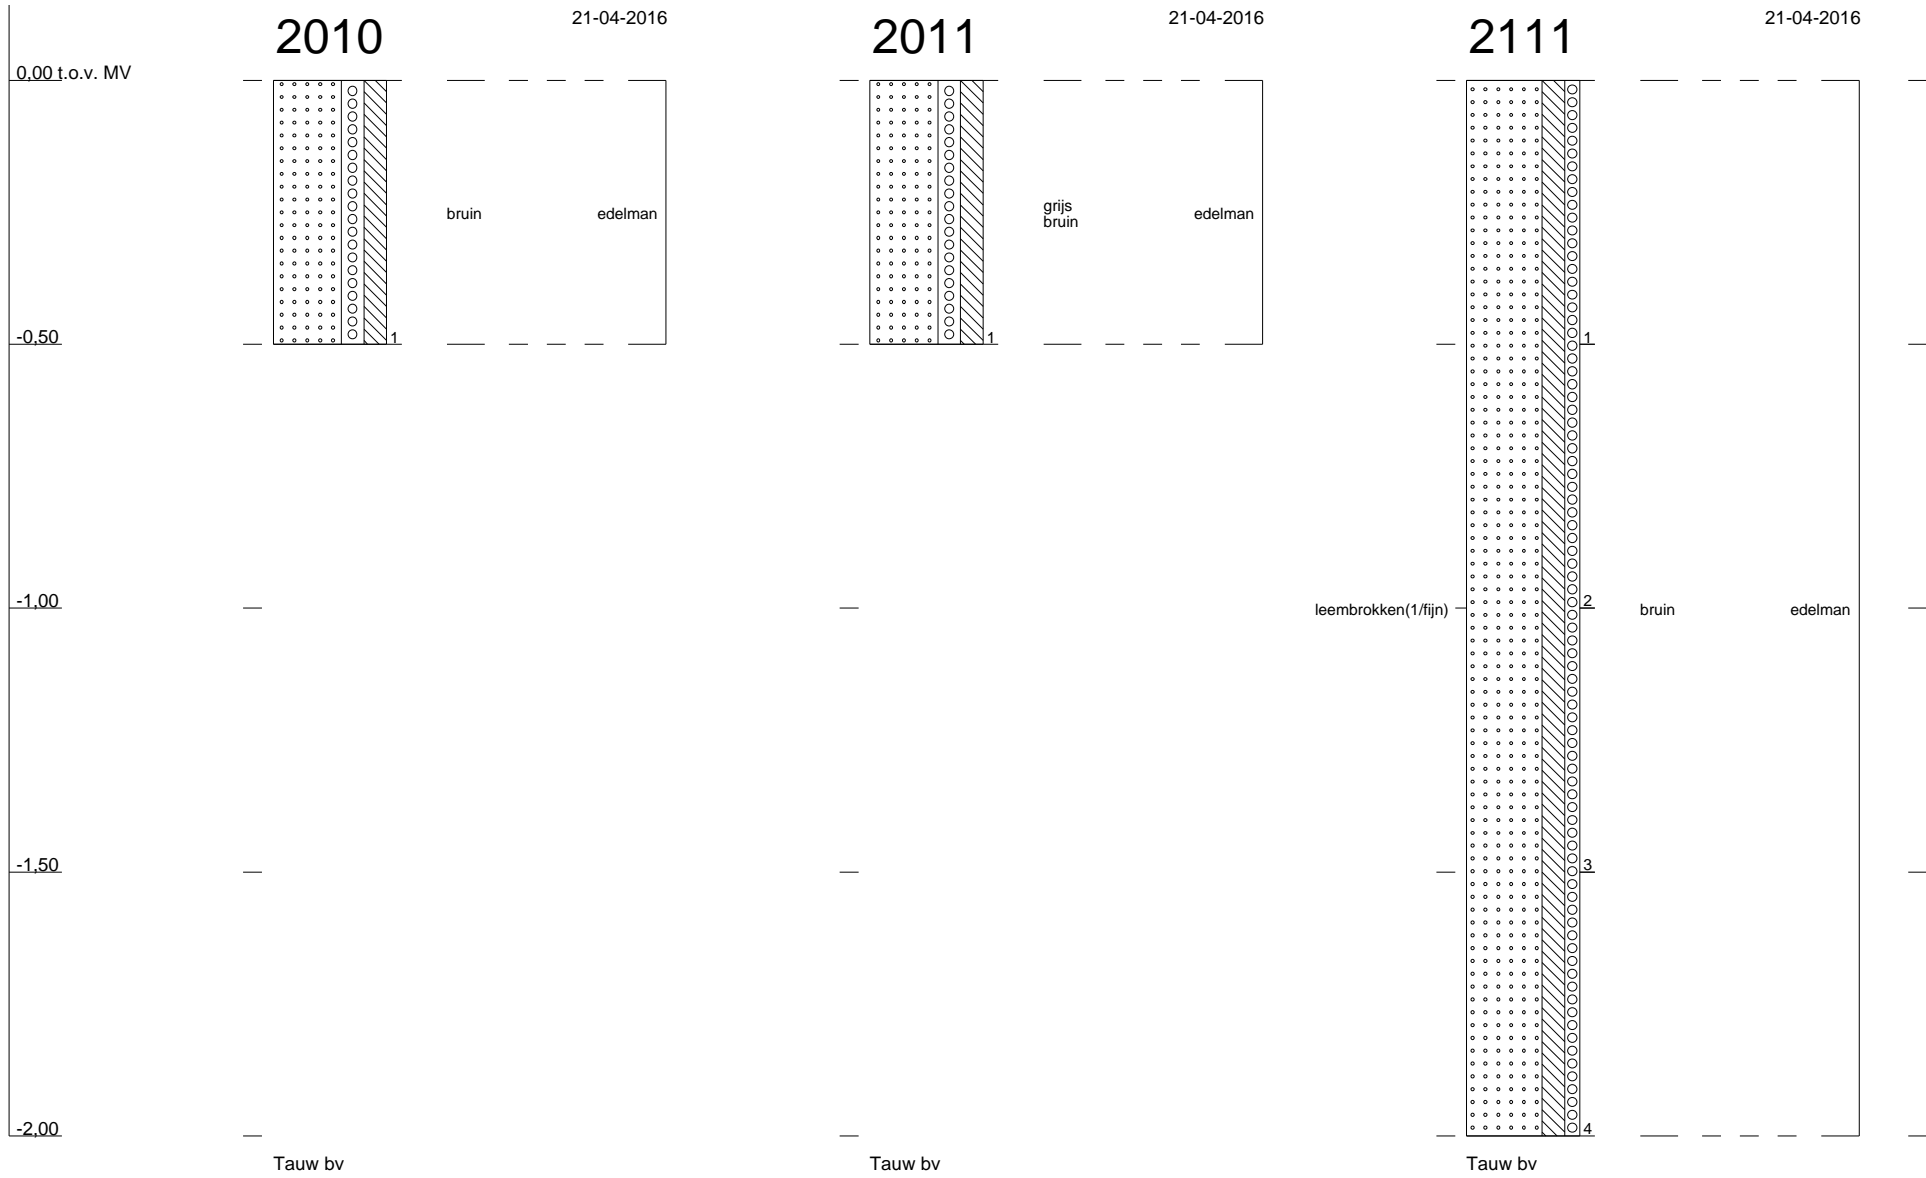 2010
21-04-2016
2011
21-04-2016
2111
21-04-2016
0,00 t.o.v. MV
bruin
edelman
grijs
bruin
edelman
-0,50
1
1
1
-1,00
leembrokken(1/fijn)
2
bruin
edelman
-1,50
3
-2,00
4
Tauw bv
Tauw bv
Tauw bv